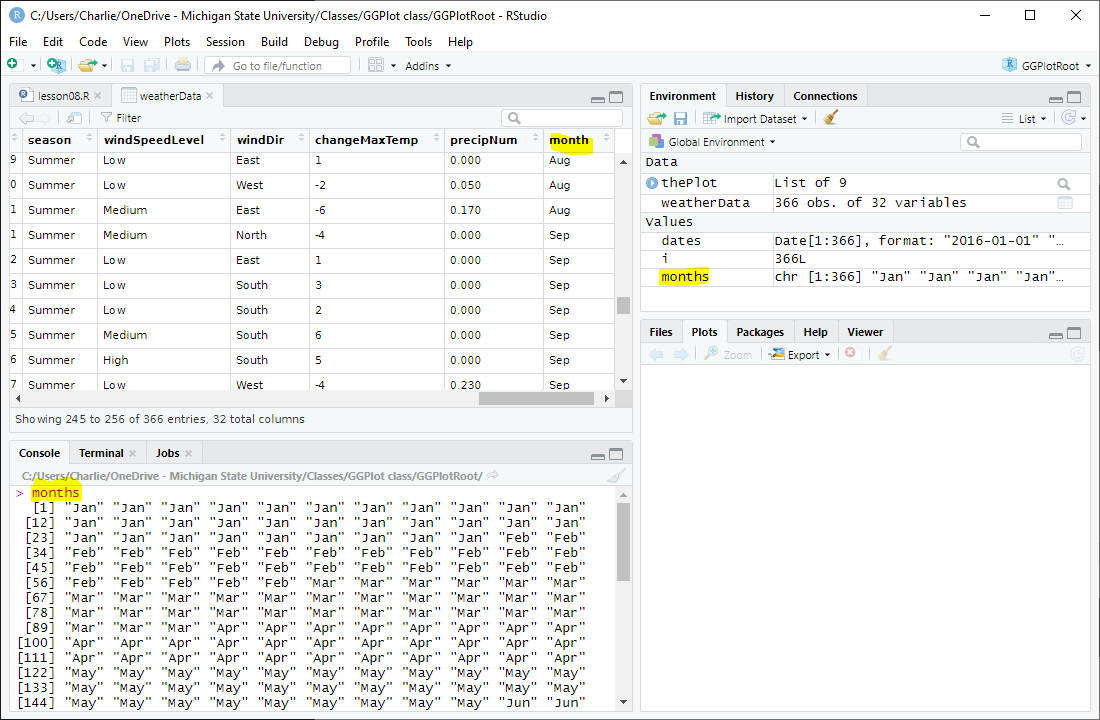 C:/Users/Charlie/OneDrive - Michigan State University/Classes/GGPlot class/GGPlotRoot - RStudio
File Edit Code View Plots Session Build Debug Profile Tools Help
Go to file/function Addins GGPlotRoot
lesson08.R weatherData
Filter
season windSpeedLevel windDir changeMaxTemp precipNum month
9 Summer Low East 1 0.000 Aug
0 Summer Low West -2 0.050 Aug
1 Summer Medium East -6 0.170 Aug
1 Summer Medium North -4 0.000 Sep
2 Summer Low East 1 0.000 Sep
3 Summer Low South 3 0.000 Sep
4 Summer Low South 2 0.000 Sep
5 Summer Medium South 6 0.000 Sep
6 Summer High South 5 0.000 Sep
7 Summer Low West -4 0.230 Sep
Showing 245 to 256 of 366 entries, 32 total columns
Console Terminal Jobs
C:/Users/Charlie/OneDrive - Michigan State University/Classes/GGPlot class/GGPlotRoot/
> months
[1] "Jan" "Jan" "Jan" "Jan" "Jan" "Jan" "Jan" "Jan" "Jan" "Jan" "Jan"
[12] "Jan" "Jan" "Jan" "Jan" "Jan" "Jan" "Jan" "Jan" "Jan" "Jan" "Jan"
[23] "Jan" "Jan" "Jan" "Jan" "Jan" "Jan" "Jan" "Jan" "Jan" "Feb" "Feb"
[34] "Feb" "Feb" "Feb" "Feb" "Feb" "Feb" "Feb" "Feb" "Feb" "Feb" "Feb"
[45] "Feb" "Feb" "Feb" "Feb" "Feb" "Feb" "Feb" "Feb" "Feb" "Feb" "Feb"
[56] "Feb" "Feb" "Feb" "Feb" "Feb" "Mar" "Mar" "Mar" "Mar" "Mar" "Mar"
[67] "Mar" "Mar" "Mar" "Mar" "Mar" "Mar" "Mar" "Mar" "Mar" "Mar" "Mar"
[78] "Mar" "Mar" "Mar" "Mar" "Mar" "Mar" "Mar" "Mar" "Mar" "Mar" "Mar"
[89] "Mar" "Mar" "Mar" "Apr" "Apr" "Apr" "Apr" "Apr" "Apr" "Apr" "Apr"
[100] "Apr" "Apr" "Apr" "Apr" "Apr" "Apr" "Apr" "Apr" "Apr" "Apr" "Apr"
[111] "Apr" "Apr" "Apr" "Apr" "Apr" "Apr" "Apr" "Apr" "Apr" "Apr" "Apr"
[122] "May" "May" "May" "May" "May" "May" "May" "May" "May" "May" "May"
[133] "May" "May" "May" "May" "May" "May" "May" "May" "May" "May" "May"
[144] "May" "May" "May" "May" "May" "May" "May" "May" "May" "Jun" "Jun"
Environment History Connections
Import Dataset List
Global Environment
Data
thePlot List of 9
weatherData 366 obs. of 32 variables
Values
dates Date[1:366], format: "2016-01-01" "…
i 366L
months chr [1:366] "Jan" "Jan" "Jan" "Jan"…
Files Plots Packages Help Viewer
Zoom Export